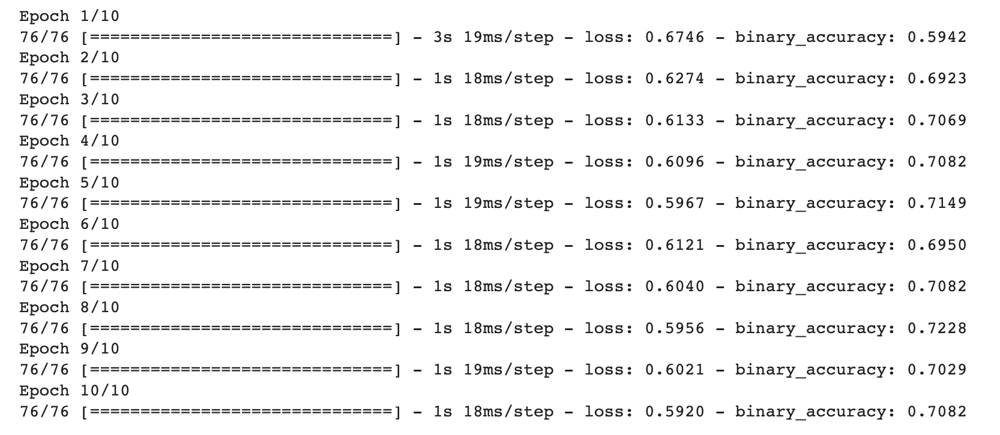 Epoch 1/10
76/76 [==============================] - 3s 19ms/step - loss: 0.6746 - binary_accuracy: 0.5942
Epoch 2/10
76/76 [==============================] - 1s 18ms/step - loss: 0.6274 - binary_accuracy: 0.6923
Epoch 3/10
76/76 [==============================] - 1s 18ms/step - loss: 0.6133 - binary_accuracy: 0.7069
Epoch 4/10
76/76 [==============================] - 1s 19ms/step - loss: 0.6096 - binary_accuracy: 0.7082
Epoch 5/10
76/76 [==============================] - 1s 19ms/step - loss: 0.5967 - binary_accuracy: 0.7149
Epoch 6/10
76/76 [==============================] - 1s 18ms/step - loss: 0.6121 - binary_accuracy: 0.6950
Epoch 7/10
76/76 [==============================] - 1s 18ms/step - loss: 0.6040 - binary_accuracy: 0.7082
Epoch 8/10
76/76 [==============================] - 1s 18ms/step - loss: 0.5956 - binary_accuracy: 0.7228
Epoch 9/10
76/76 [==============================] - 1s 19ms/step - loss: 0.6021 - binary_accuracy: 0.7029
Epoch 10/10
76/76 [==============================] - 1s 18ms/step - loss: 0.5920 - binary_accuracy: 0.7082